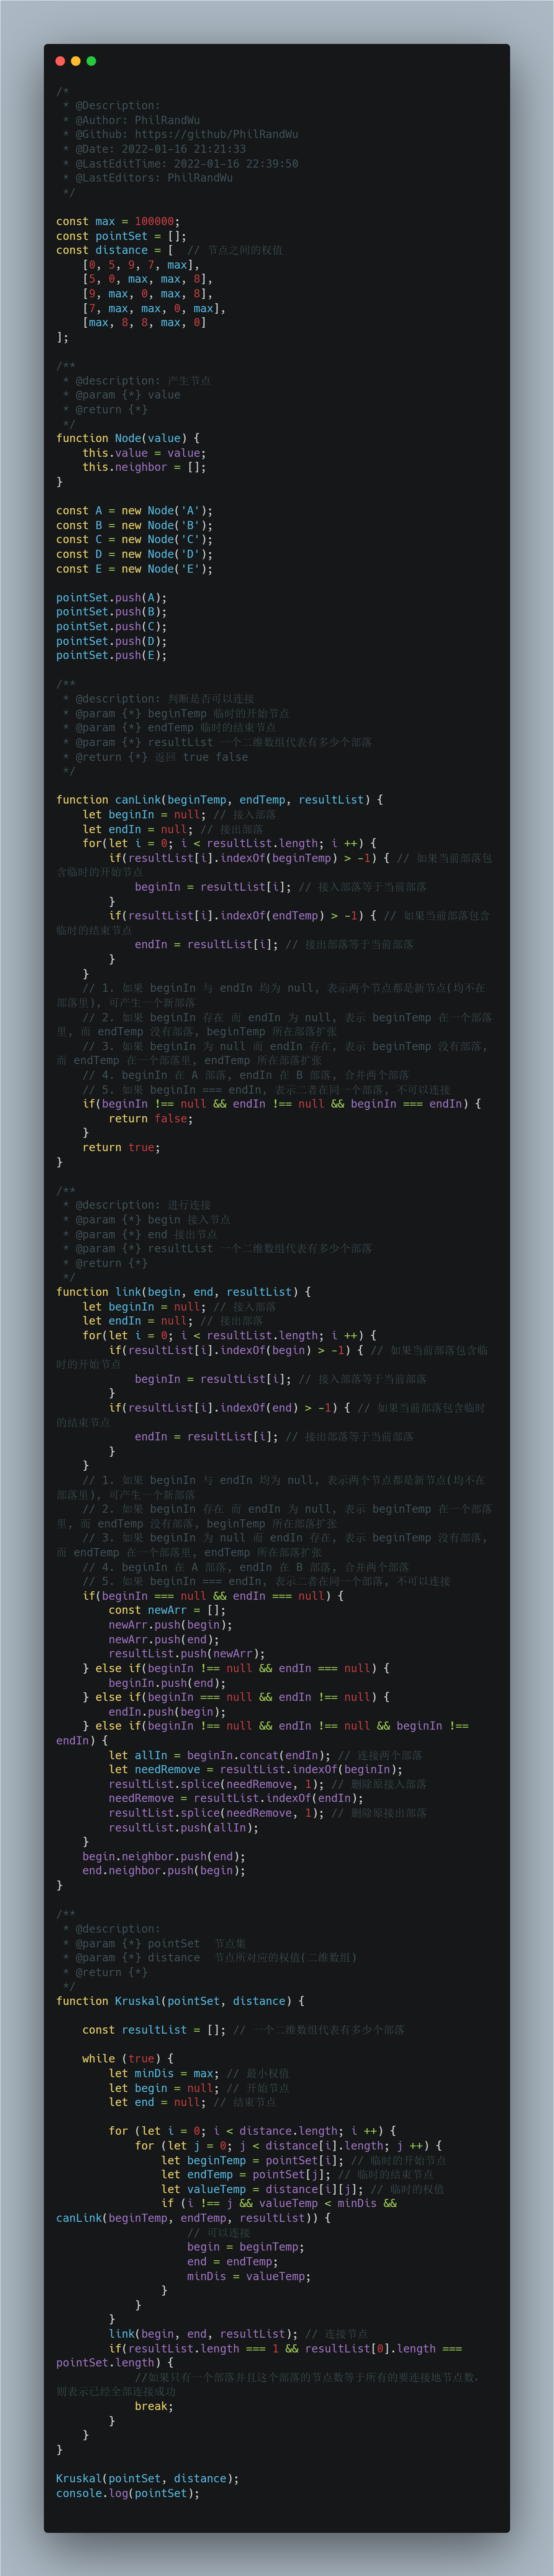 /*
 * @Description:
 * @Author: PhilRandWu
 * @Github: https://github/PhilRandWu
 * @Date: 2022-01-16 21:21:33
 * @LastEditTime: 2022-01-16 22:39:50
 * @LastEditors: PhilRandWu
 */
const max = 100000;
const pointSet = [];
const distance = [  // 节点之间的权值
    [0, 5, 9, 7, max],
    [5, 0, max, max, 8],
    [9, max, 0, max, 8],
    [7, max, max, 0, max],
    [max, 8, 8, max, 0]
];
/**
 * @description: 产生节点
 * @param {*} value
 * @return {*}
 */
function Node(value) {
    this.value = value;
    this.neighbor = [];
}
const A = new Node('A');
const B = new Node('B');
const C = new Node('C');
const D = new Node('D');
const E = new Node('E');
pointSet.push(A);
pointSet.push(B);
pointSet.push(C);
pointSet.push(D);
pointSet.push(E);
/**
 * @description: 判断是否可以连接
 * @param {*} beginTemp 临时的开始节点
 * @param {*} endTemp 临时的结束节点
 * @param {*} resultList 一个二维数组代表有多少个部落
 * @return {*} 返回 true false
 */
function canLink(beginTemp, endTemp, resultList) {
    let beginIn = null; // 接入部落
    let endIn = null; // 接出部落
    for(let i = 0; i < resultList.length; i ++) {
        if(resultList[i].indexOf(beginTemp) > -1) { // 如果当前部落包
含临时的开始节点
            beginIn = resultList[i]; // 接入部落等于当前部落
        }
        if(resultList[i].indexOf(endTemp) > -1) { // 如果当前部落包含
临时的结束节点
            endIn = resultList[i]; // 接出部落等于当前部落
        }
    }
    // 1. 如果 beginIn 与 endIn 均为 null, 表示两个节点都是新节点(均不在
部落里), 可产生一个新部落
    // 2. 如果 beginIn 存在 而 endIn 为 null, 表示 beginTemp 在一个部落
里, 而 endTemp 没有部落, beginTemp 所在部落扩张
    // 3. 如果 beginIn 为 null 而 endIn 存在, 表示 beginTemp 没有部落,
而 endTemp 在一个部落里, endTemp 所在部落扩张
    // 4. beginIn 在 A 部落, endIn 在 B 部落, 合并两个部落
    // 5. 如果 beginIn === endIn, 表示二者在同一个部落, 不可以连接
    if(beginIn !== null && endIn !== null && beginIn === endIn) {
        return false;
    }
    return true;
}
/**
 * @description: 进行连接
 * @param {*} begin 接入节点
 * @param {*} end 接出节点
 * @param {*} resultList 一个二维数组代表有多少个部落
 * @return {*}
 */
function link(begin, end, resultList) {
    let beginIn = null; // 接入部落
    let endIn = null; // 接出部落
    for(let i = 0; i < resultList.length; i ++) {
        if(resultList[i].indexOf(begin) > -1) { // 如果当前部落包含临
时的开始节点
            beginIn = resultList[i]; // 接入部落等于当前部落
        }
        if(resultList[i].indexOf(end) > -1) { // 如果当前部落包含临时
的结束节点
            endIn = resultList[i]; // 接出部落等于当前部落
        }
    }
    // 1. 如果 beginIn 与 endIn 均为 null, 表示两个节点都是新节点(均不在
部落里), 可产生一个新部落
    // 2. 如果 beginIn 存在 而 endIn 为 null, 表示 beginTemp 在一个部落
里, 而 endTemp 没有部落, beginTemp 所在部落扩张
    // 3. 如果 beginIn 为 null 而 endIn 存在, 表示 beginTemp 没有部落,
而 endTemp 在一个部落里, endTemp 所在部落扩张
    // 4. beginIn 在 A 部落, endIn 在 B 部落, 合并两个部落
    // 5. 如果 beginIn === endIn, 表示二者在同一个部落, 不可以连接
    if(beginIn === null && endIn === null) {
        const newArr = [];
        newArr.push(begin);
        newArr.push(end);
        resultList.push(newArr);
    } else if(beginIn !== null && endIn === null) {
        beginIn.push(end);
    } else if(beginIn === null && endIn !== null) {
        endIn.push(begin);
    } else if(beginIn !== null && endIn !== null && beginIn !==
endIn) {
        let allIn = beginIn.concat(endIn); // 连接两个部落
        let needRemove = resultList.indexOf(beginIn);
        resultList.splice(needRemove, 1); // 删除原接入部落
        needRemove = resultList.indexOf(endIn);
        resultList.splice(needRemove, 1); // 删除原接出部落
        resultList.push(allIn);
    }
    begin.neighbor.push(end);
    end.neighbor.push(begin);
}
/**
 * @description:
 * @param {*} pointSet  节点集
 * @param {*} distance  节点所对应的权值(二维数组)
 * @return {*}
 */
function Kruskal(pointSet, distance) {
    const resultList = []; // 一个二维数组代表有多少个部落
    while (true) {
        let minDis = max; // 最小权值
        let begin = null; // 开始节点
        let end = null; // 结束节点
        for (let i = 0; i < distance.length; i ++) {
            for (let j = 0; j < distance[i].length; j ++) {
                let beginTemp = pointSet[i]; // 临时的开始节点
                let endTemp = pointSet[j]; // 临时的结束节点
                let valueTemp = distance[i][j]; // 临时的权值
                if (i !== j && valueTemp < minDis &&
canLink(beginTemp, endTemp, resultList)) {
                    // 可以连接
                    begin = beginTemp;
                    end = endTemp;
                    minDis = valueTemp;
                }
            }
        }
        link(begin, end, resultList); // 连接节点
        if(resultList.length === 1 && resultList[0].length ===
pointSet.length) {
            //如果只有一个部落并且这个部落的节点数等于所有的要连接地节点数，
则表示已经全部连接成功
            break;
        }
    }
}
Kruskal(pointSet, distance);
console.log(pointSet);